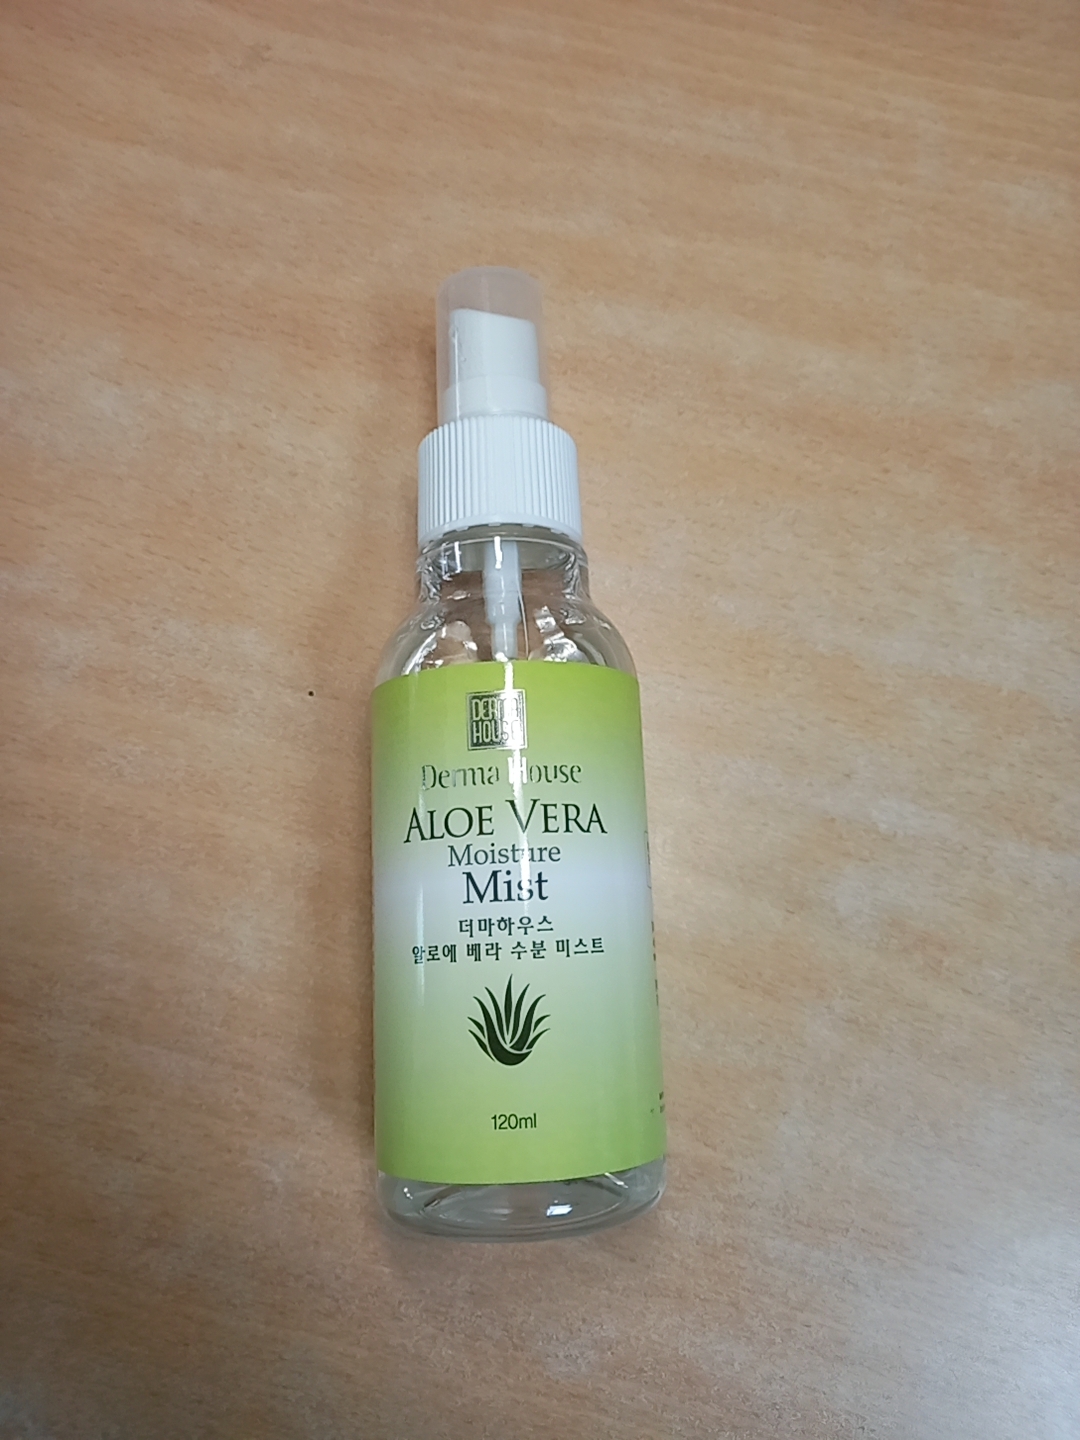 DERMA
HOUSE
Derma House
ALOE VERA
Moisture
Mist
더마하우스
알로에 베라 수분 미스트
120ml